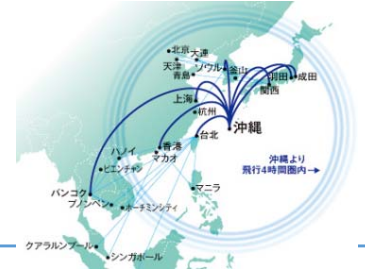 北京 大連
天津 ソウル 釜山
青島
羽田 成田
関西
上海
杭州
沖縄
台北
香港
マカオ
ハノイ
ビエンチャン
沖縄より
飛行4時間圏内→
マニラ
バンコク
プノンペン
ホーチミンシティ
クアラルンプール
シンガポール